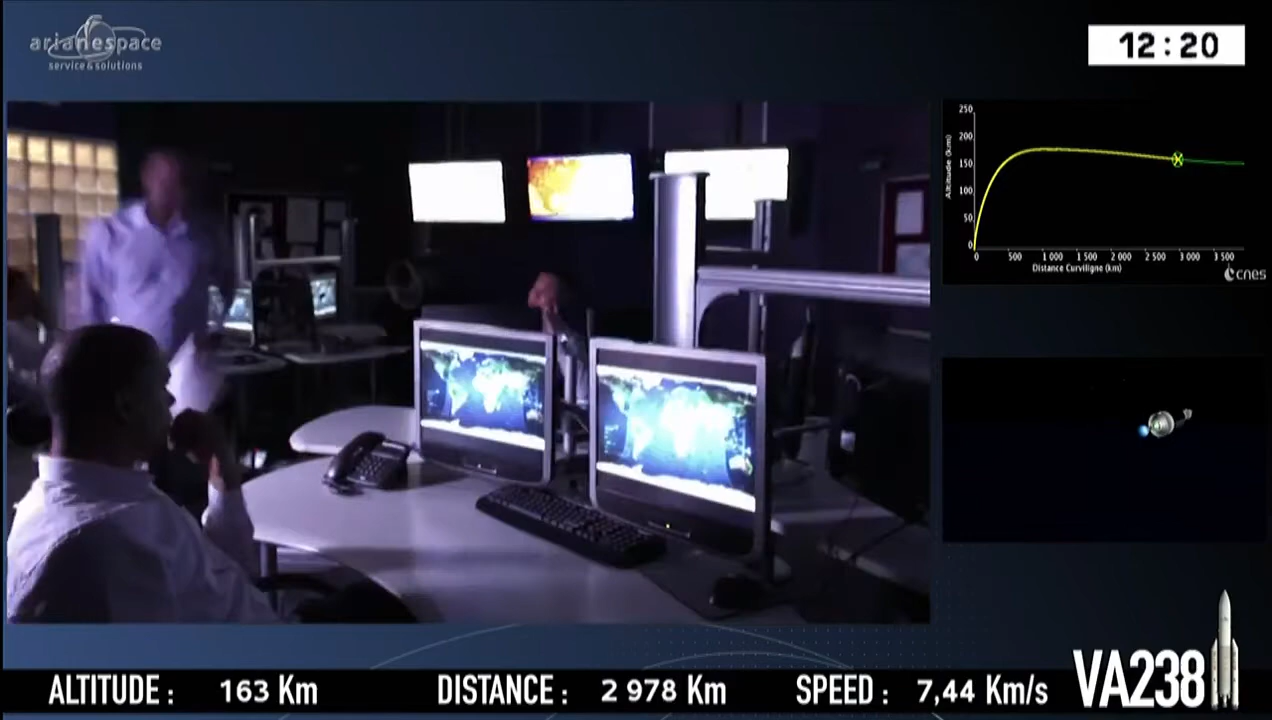 arianespace
service & solutions
12:20
250
200
150
100
50
0
Altitude (km)
0 500 1 000 1 500 2 000 2 500 3 000 3 500
Distance Curviligne (km)
cnes
ALTITUDE : 163 Km DISTANCE : 2 978 Km SPEED : 7,44 Km/s VA238